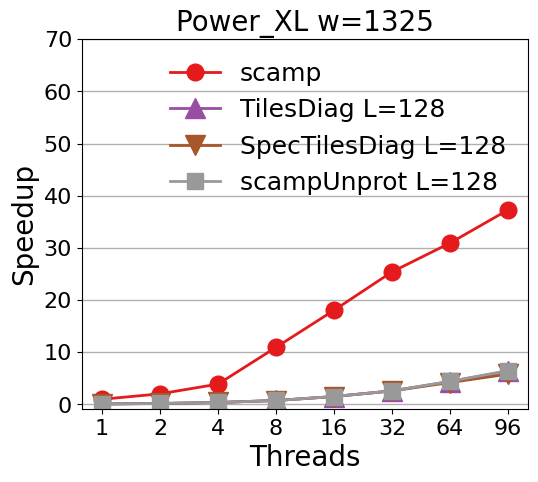 Power_XL w=1325
70
60
50
40
30
20
10
0
Speedup
scamp
TilesDiag L=128
SpecTilesDiag L=128
scampUnprot L=128
1 2 4 8 16 32 64 96
Threads